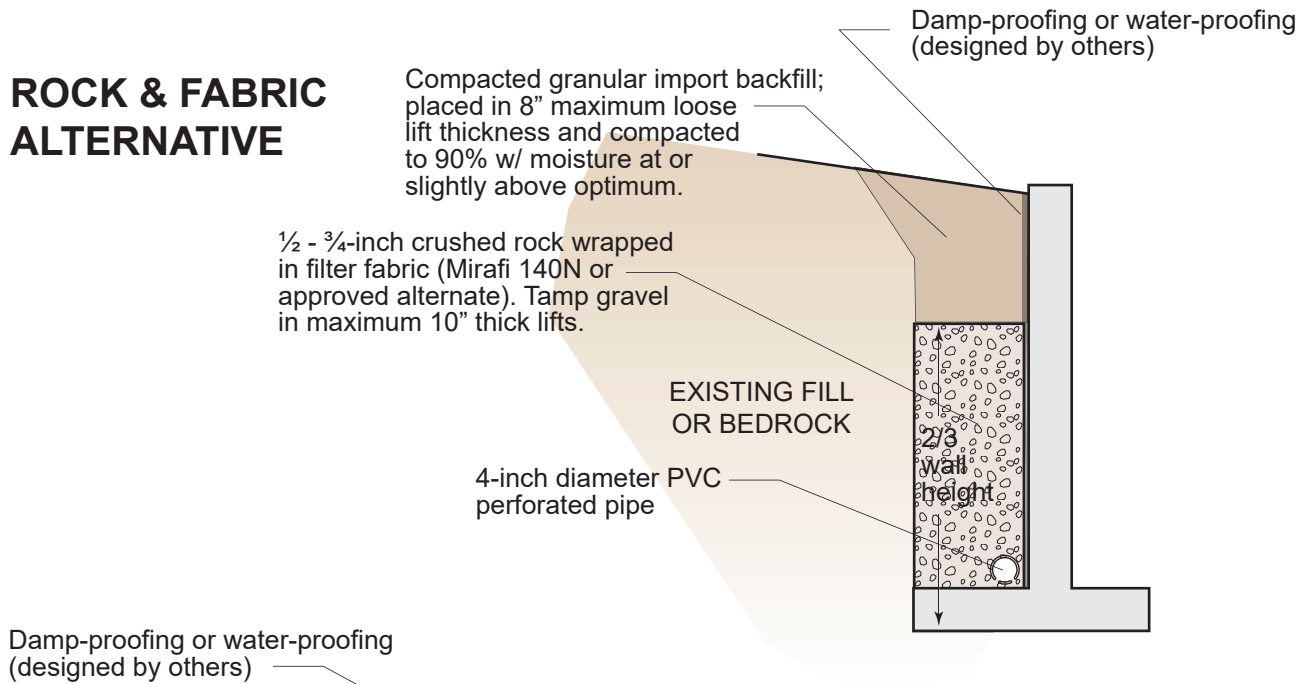 ROCK & FABRIC
ALTERNATIVE
Damp-proofing or water-proofing
(designed by others)
Compacted granular import backfill;
placed in 8” maximum loose
lift thickness and compacted
to 90% w/ moisture at or
slightly above optimum.
½ - ¾-inch crushed rock wrapped
in filter fabric (Mirafi 140N or
approved alternate). Tamp gravel
in maximum 10” thick lifts.
EXISTING FILL
OR BEDROCK
2/3
wall
height
4-inch diameter PVC
perforated pipe
Damp-proofing or water-proofing
(designed by others)